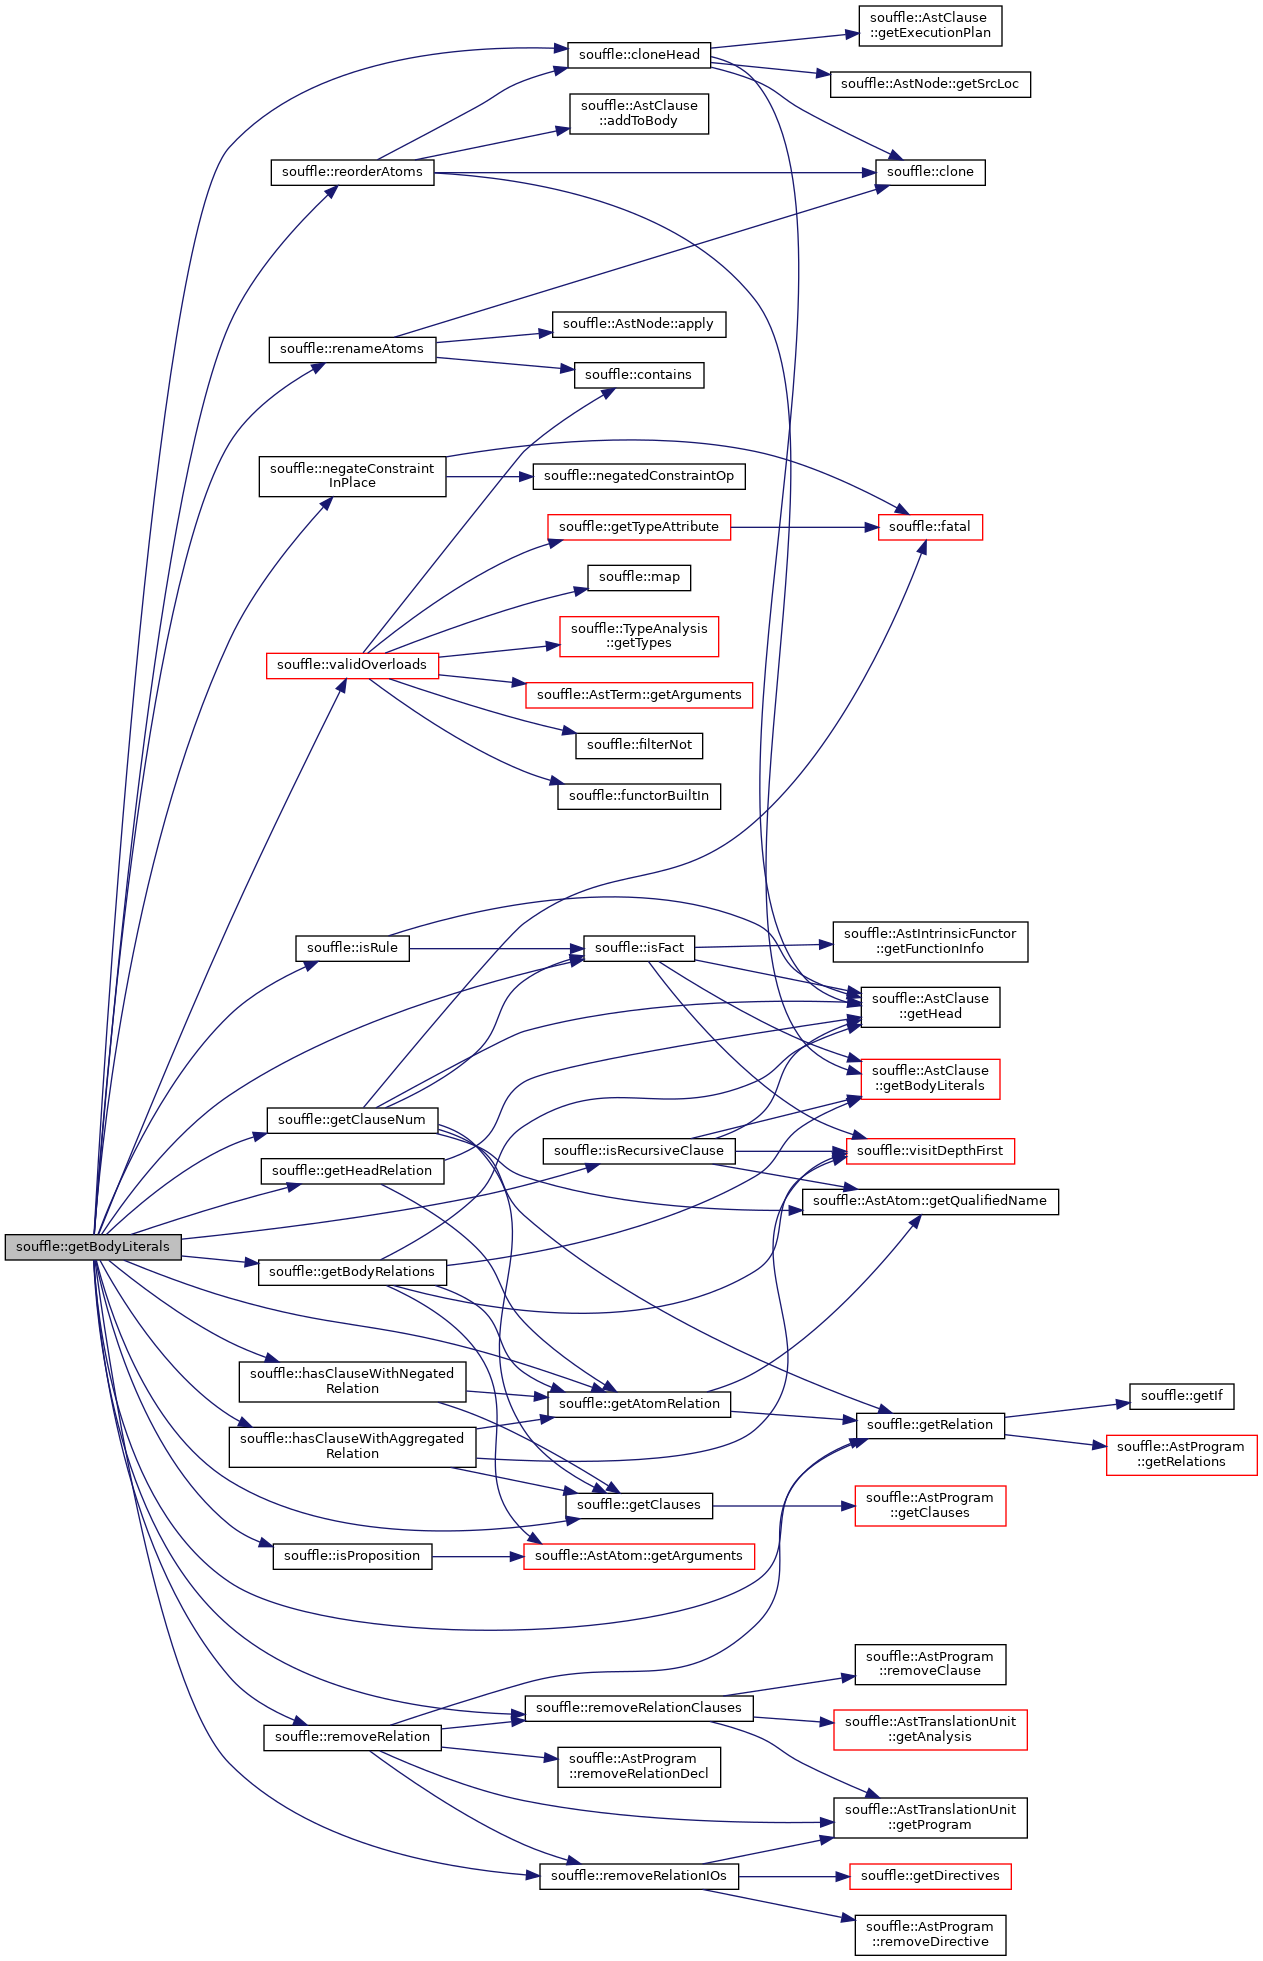 souffle::AstClause
::getExecutionPlan
souffle::cloneHead
souffle::AstNode::getSrcLoc
souffle::AstClause
::addToBody
souffle::reorderAtoms
souffle::clone
souffle::AstNode::apply
souffle::renameAtoms
souffle::contains
souffle::negateConstraint
InPlace
souffle::negatedConstraintOp
souffle::getTypeAttribute
souffle::fatal
souffle::map
souffle::TypeAnalysis
::getTypes
souffle::validOverloads
souffle::AstTerm::getArguments
souffle::filterNot
souffle::functorBuiltIn
souffle::isRule
souffle::isFact
souffle::AstIntrinsicFunctor
::getFunctionInfo
souffle::AstClause
::getHead
souffle::AstClause
::getBodyLiterals
souffle::getClauseNum
souffle::isRecursiveClause
souffle::visitDepthFirst
souffle::getHeadRelation
souffle::AstAtom::getQualifiedName
souffle::getBodyLiterals
souffle::getBodyRelations
souffle::hasClauseWithNegated
Relation
souffle::getAtomRelation
souffle::getIf
souffle::getRelation
souffle::hasClauseWithAggregated
Relation
souffle::AstProgram
::getRelations
souffle::getClauses
souffle::AstProgram
::getClauses
souffle::isProposition
souffle::AstAtom::getArguments
souffle::AstProgram
::removeClause
souffle::removeRelationClauses
souffle::AstTranslationUnit
::getAnalysis
souffle::removeRelation
souffle::AstProgram
::removeRelationDecl
souffle::AstTranslationUnit
::getProgram
souffle::removeRelationIOs
souffle::getDirectives
souffle::AstProgram
::removeDirective